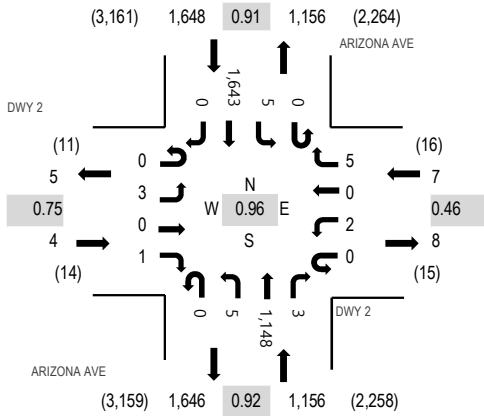 (3,161) 1,648 0.91 1,156 (2,264)
ARIZONA AVE
DWY 2
0 1,643 5 0
(11) (16)
5 0 5 7
3 N 0
0.75 W 0.96 E 0.46
0 S 2
4 8
1 0
(14) (15)
0 5 1,148 3
DWY 2
ARIZONA AVE
(3,159) 1,646 0.92 1,156 (2,258)